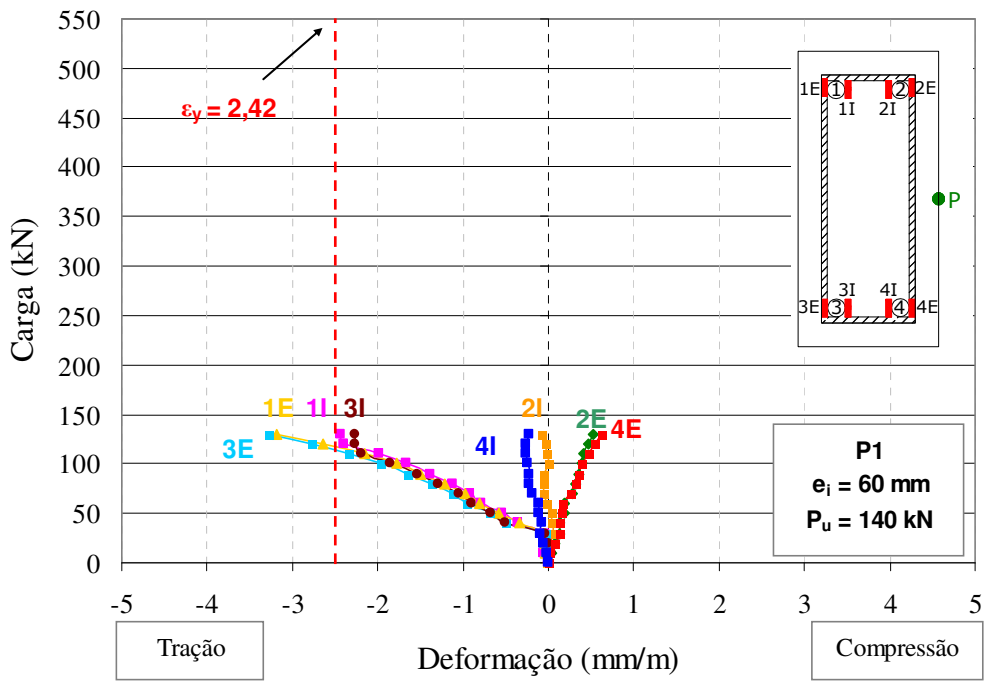 550
500
450
400
350
300
250
200
150
100
50
0
Carga (kN)
εy = 2,42
1E 1 2 2E
1I 2I
P
3I 4I
3E 3 4 4E
1E 1I 3I 2I 2E
3E 4I 4E
P1
ei = 60 mm
Pu = 140 kN
-5 -4 -3 -2 -1 0 1 2 3 4 5
Tração
Deformação (mm/m)
Compressão